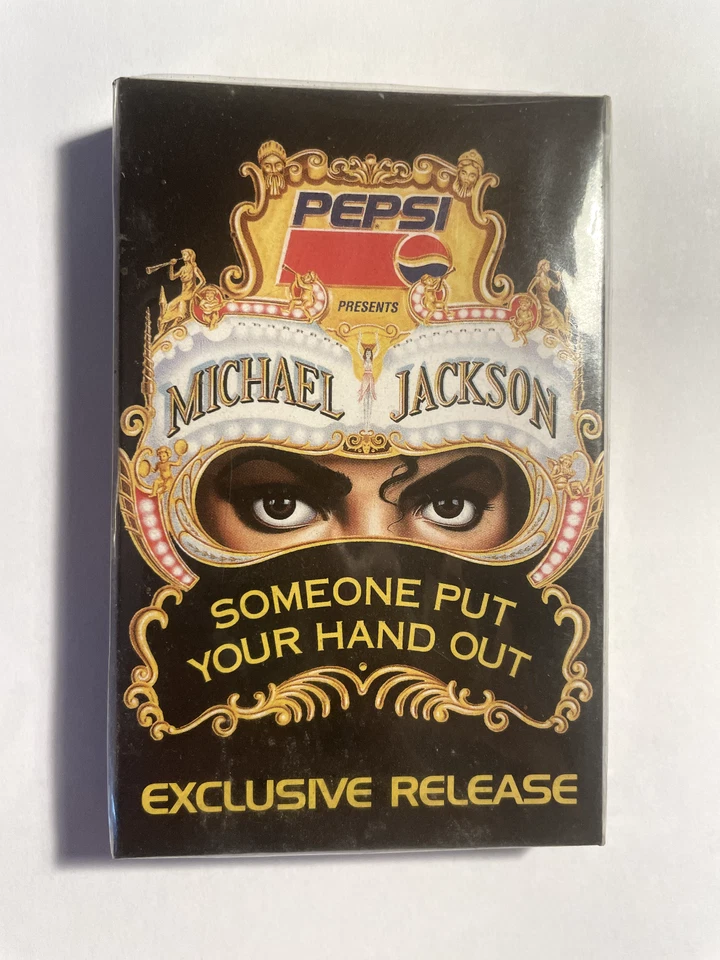 PEPSI
PRESENTS
MICHAEL JACKSON
SOMEONE PUT
YOUR HAND OUT
EXCLUSIVE RELEASE